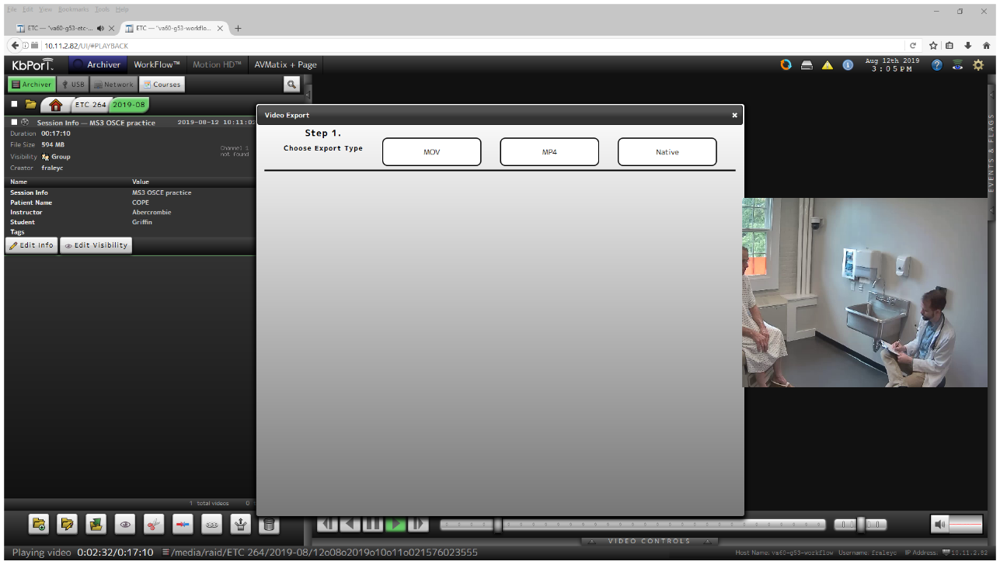 File Edit View Bookmarks Tools Help
ETC — "va60-g53-etc-...
ETC — "va60-g53-workflo...
10.11.2.82/UI/#PLAYBACK
KbPorT
Archiver WorkFlow™ Motion HD™ AVMatix + Page
Aug 12th 2019
3:05PM
Archiver USB Network Courses
ETC 264 2019-08
Session Info — MS3 OSCE practice 2019-08-12 10:11:0
Duration 00:17:10
File Size 594 MB
Visibility Group
Creator fraleyc
Channel 1
not found
Name Value
Session Info MS3 OSCE practice
Patient Name COPE
Instructor Abercrombie
Student Griffin
Tags
Edit Info Edit Visibility
Video Export
Step 1.
Choose Export Type
MOV MP4 Native
EVENTS & FLAGS
1 total videos 0
VIDEO CONTROLS
Playing video 0:02:32/0:17:10 /media/raid/ETC 264/2019-08/12o08o2019o10o11o021576023555
Host Name: va60-g53-workflow Username: fraleyc IP Address: 10.11.2.82